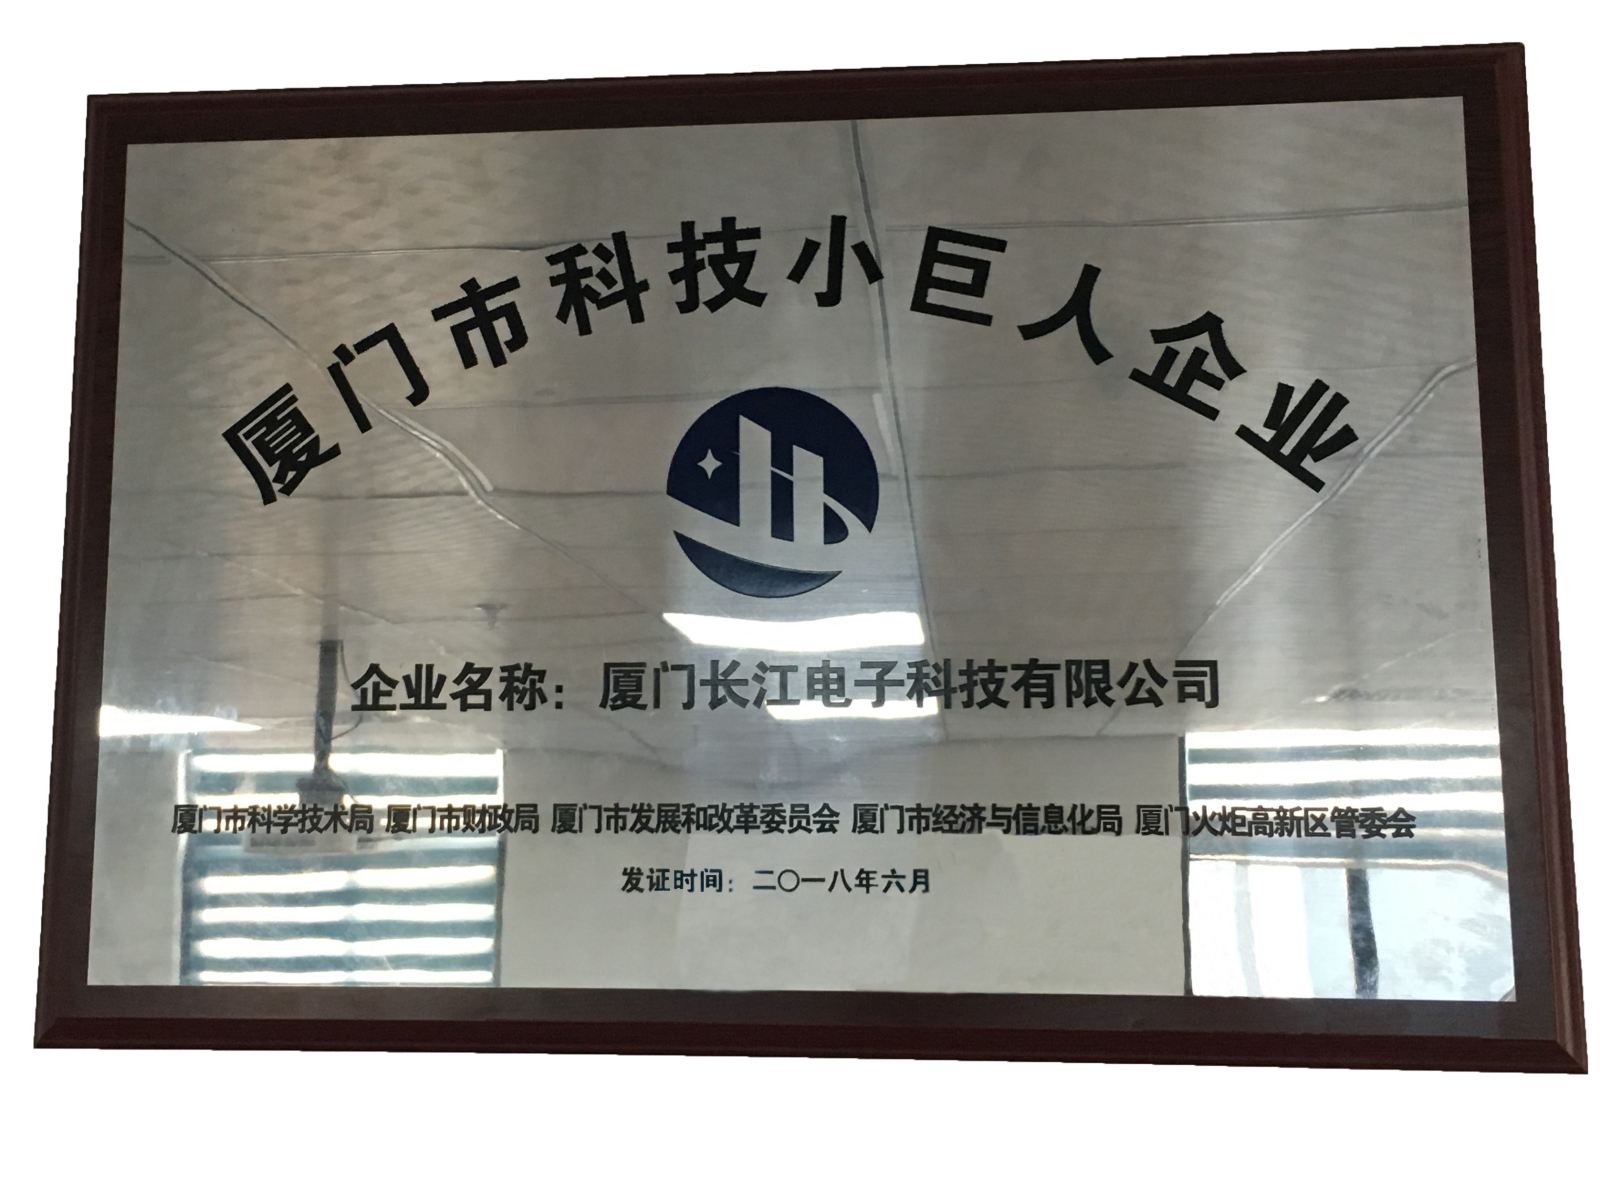 厦门市科技小巨人企业
企业名称：厦门长江电子科技有限公司
厦门市科学技术局 厦门市财政局 厦门市发展和改革委员会 厦门市经济与信息化局 厦门火炬高新区管委会
发证时间：二〇一八年六月